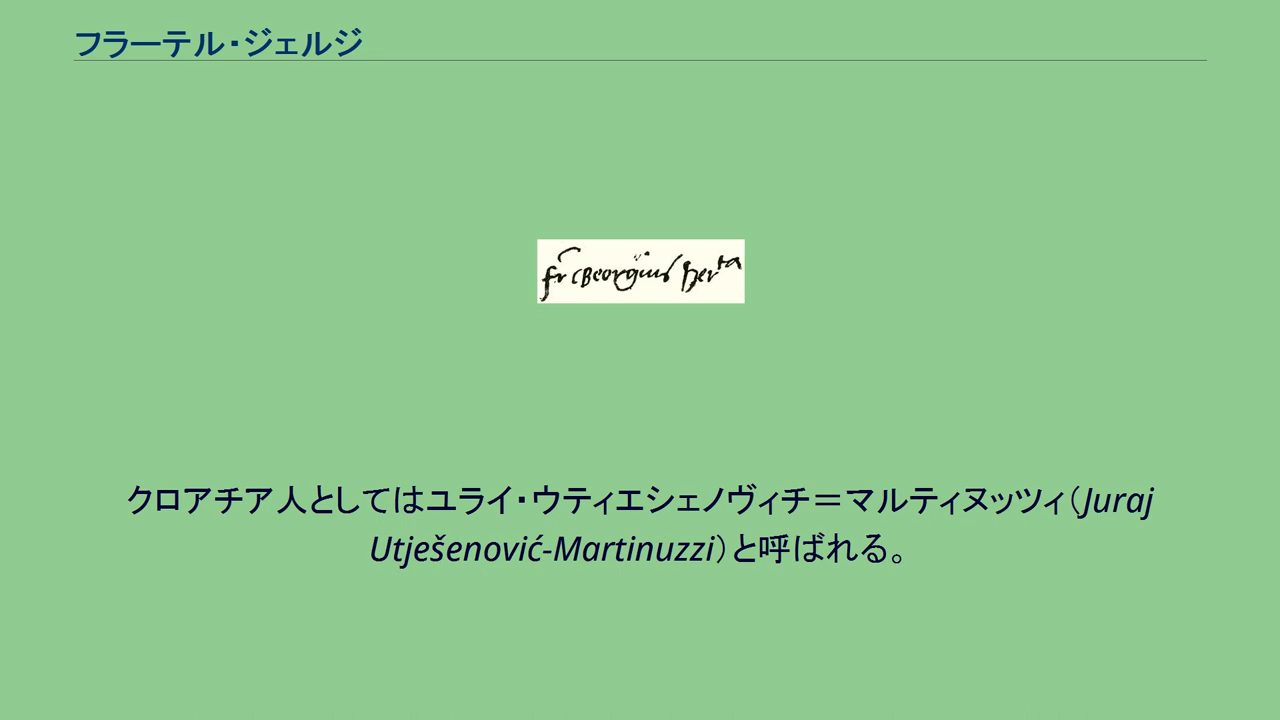 フラーテル・ジェルジ
fr Georgius
クロアチア人としてはユライ・ウティエシェノヴィチ＝マルティヌッツィ（Juraj
Utješenović-Martinuzzi）と呼ばれる。